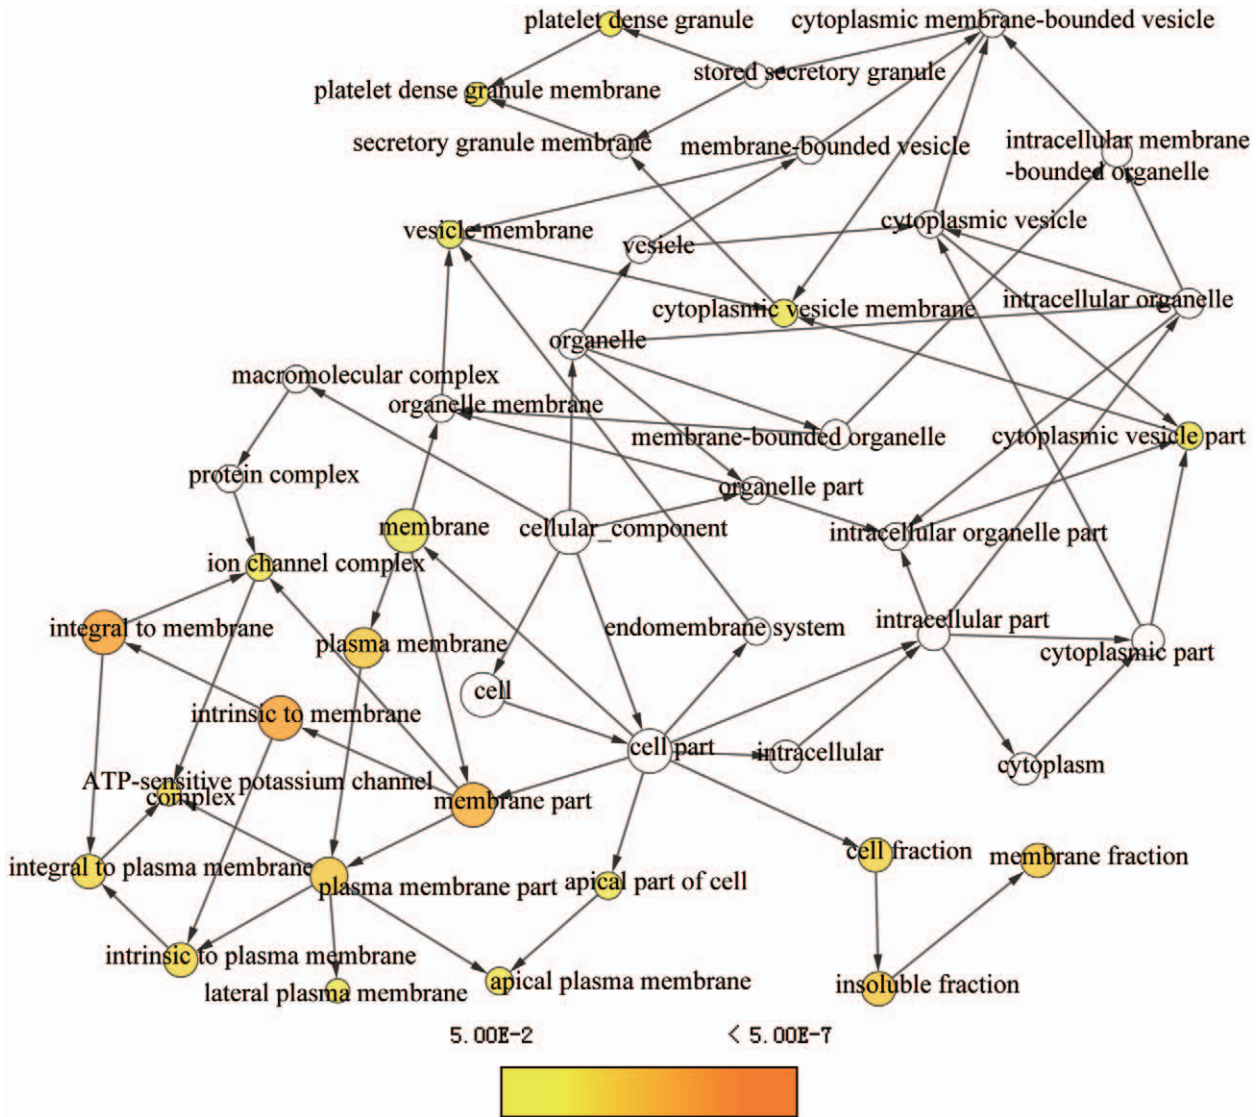 platelet dense granule
cytoplasmic membrane-bounded vesicle
stored secretory granule
platelet dense granule membrane
secretory granule membrane
membrane-bounded vesicle
intracellular membrane
-bounded organelle
cytoplasmic vesicle
vesicle membrane
vesicle
intracellular organelle
cytoplasmic vesicle membrane
organelle
macromolecular complex
organelle membrane
membrane-bounded organelle
cytoplasmic vesicle part
protein complex
organelle part
membrane
cellular_component
intracellular organelle part
ion channel complex
integral to membrane
plasma membrane
endomembrane system
intracellular part
cytoplasmic part
cell
intrinsic to membrane
cell part
intracellular
cytoplasm
ATP-sensitive potassium channel
complex
membrane part
cell fraction
membrane fraction
integral to plasma membrane
plasma membrane part
apical part of cell
intrinsic to plasma membrane
lateral plasma membrane
apical plasma membrane
insoluble fraction
5.00E-2
< 5.00E-7